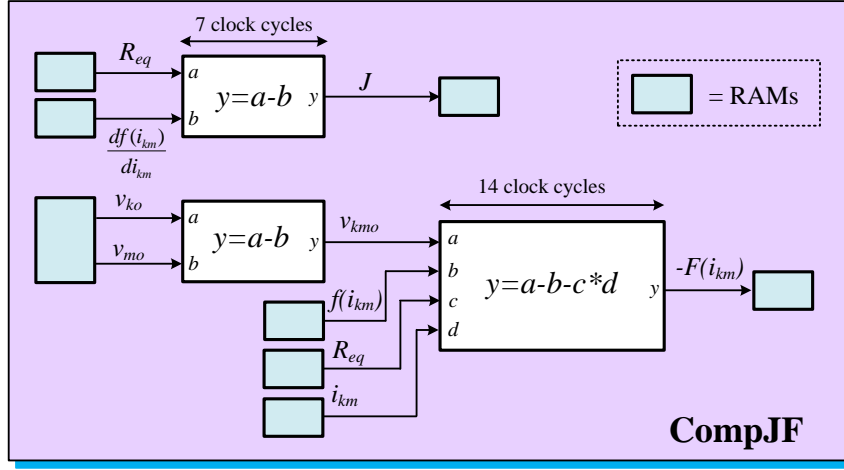 7 clock cycles
R_eq
a
b
y=a-b
y
J
= RAMs
df(i_km)
di_km
14 clock cycles
v_ko
v_mo
a
b
y=a-b
y
v_kmo
a
b
c
d
y=a-b-c*d
y
-F(i_km)
f(i_km)
R_eq
i_km
CompJF